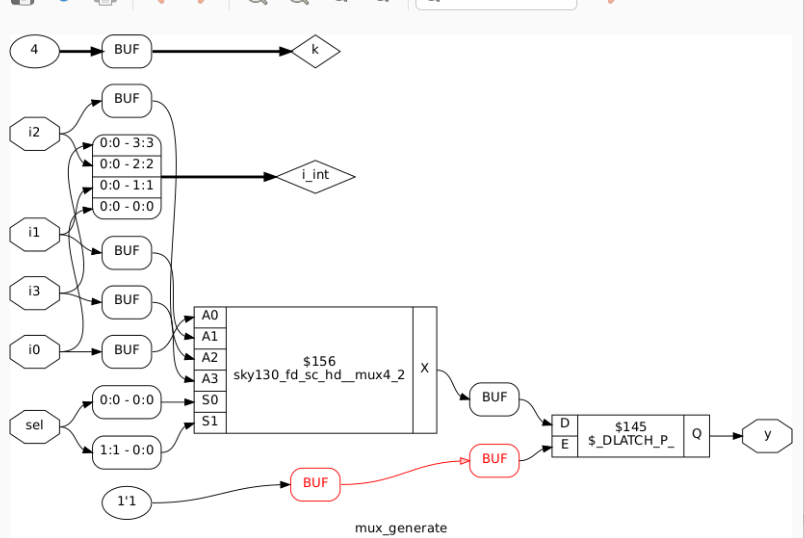 4
BUF
k
BUF
i2
0:0 - 3:3
0:0 - 2:2
i_int
0:0 - 1:1
0:0 - 0:0
i1
BUF
i3
BUF
A0
A1
i0
BUF
A2
A3
S0
S1
$156
sky130_fd_sc_hd__mux4_2
X
0:0 - 0:0
BUF
sel
D
E
$145
$_DLATCH_P_
Q
y
1:1 - 0:0
BUF
BUF
1'1
mux_generate